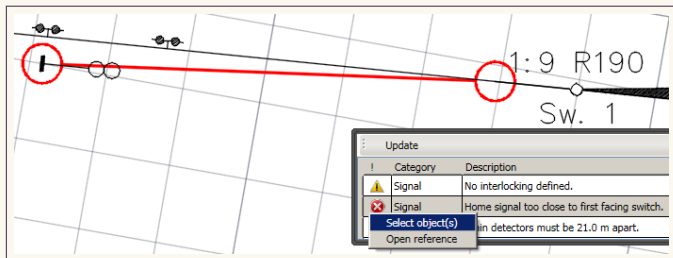 1:9 R190
Sw. 1
Update
! Category Description
Signal No interlocking defined.
Signal Home signal too close to first facing switch.
Select object(s)
ain detectors must be 21.0 m apart.
Open reference